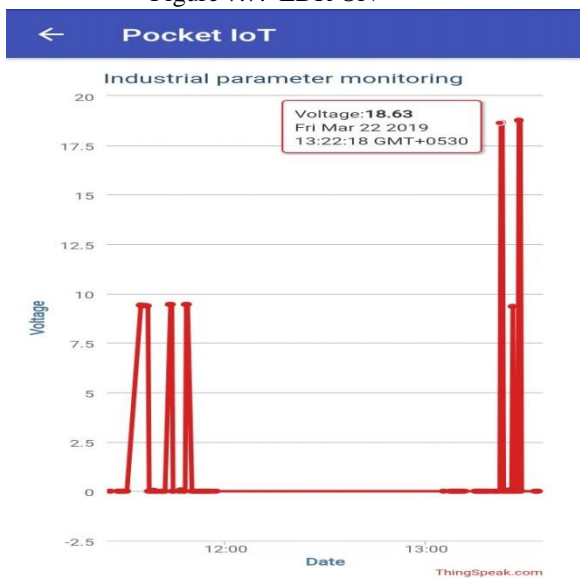 Pocket IoT
Industrial parameter monitoring
20
17.5
15
12.5
10
7.5
5
2.5
0
-2.5
Voltage
Voltage:18.63
Fri Mar 22 2019
13:22:18 GMT+0530
12:00
13:00
Date
ThingSpeak.com